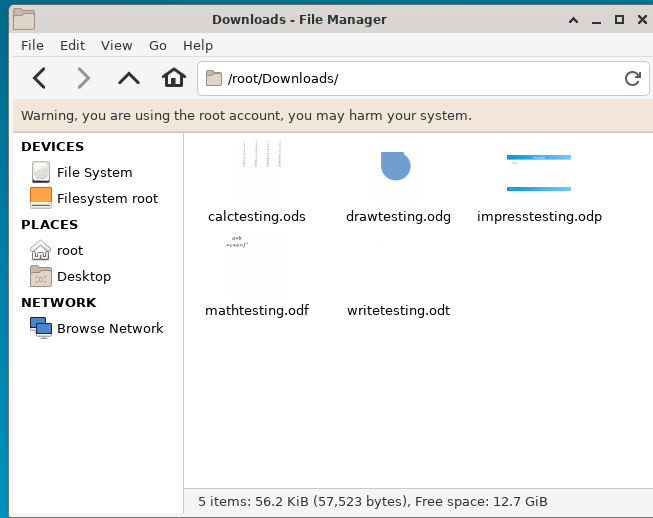 Downloads - File Manager
File Edit View Go Help
/root/Downloads/
Warning, you are using the root account, you may harm your system.
DEVICES
File System
Filesystem root
PLACES
root
Desktop
NETWORK
Browse Network
calctesting.ods drawtesting.odg impresstesting.odp
mathtesting.odf writetesting.odt
5 items: 56.2 KiB (57,523 bytes), Free space: 12.7 GiB